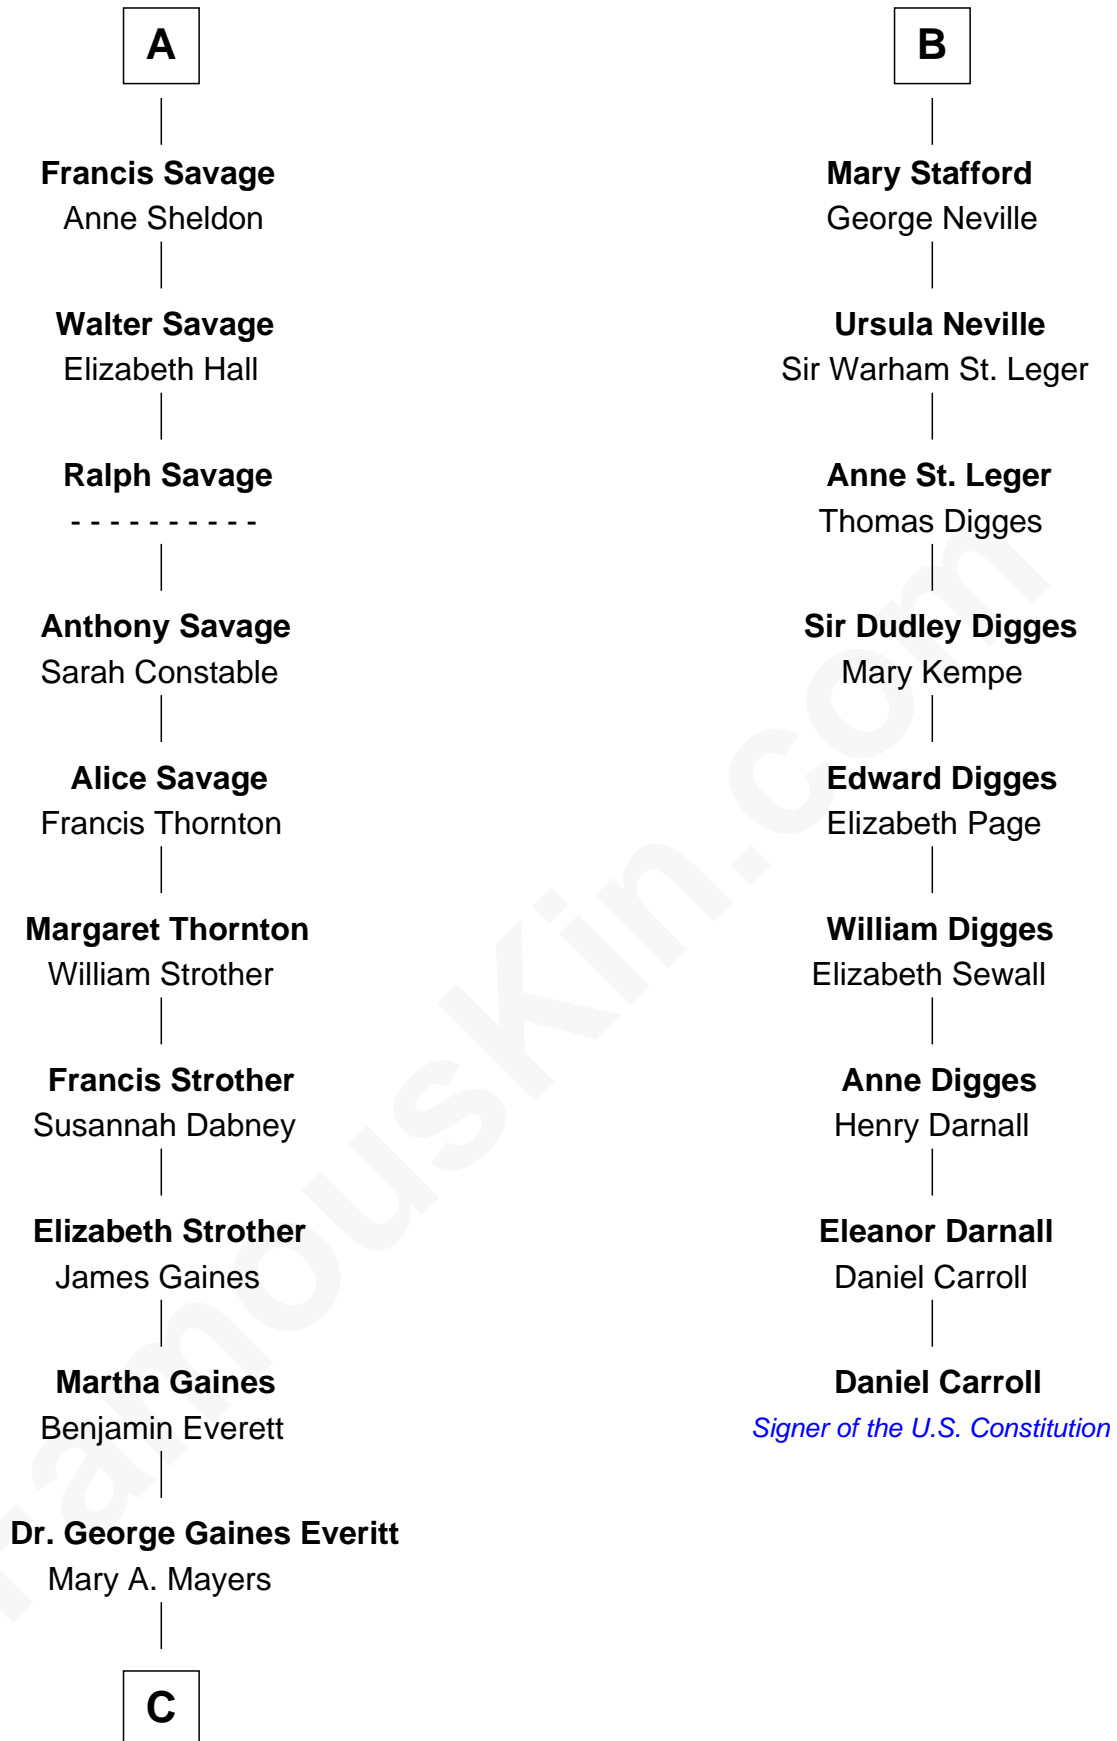 A
Francis Savage
Anne Sheldon
Walter Savage
Elizabeth Hall
Ralph Savage
- - - - - - - - - -
Anthony Savage
Sarah Constable
Alice Savage
Francis Thornton
Margaret Thornton
William Strother
Francis Strother
Susannah Dabney
Elizabeth Strother
James Gaines
Martha Gaines
Benjamin Everett
Dr. George Gaines Everitt
Mary A. Mayers
C
B
Mary Stafford
George Neville
Ursula Neville
Sir Warham St. Leger
Anne St. Leger
Thomas Digges
Sir Dudley Digges
Mary Kempe
Edward Digges
Elizabeth Page
William Digges
Elizabeth Sewall
Anne Digges
Henry Darnall
Eleanor Darnall
Daniel Carroll
Daniel Carroll
Signer of the U.S. Constitution
FamousKin.com